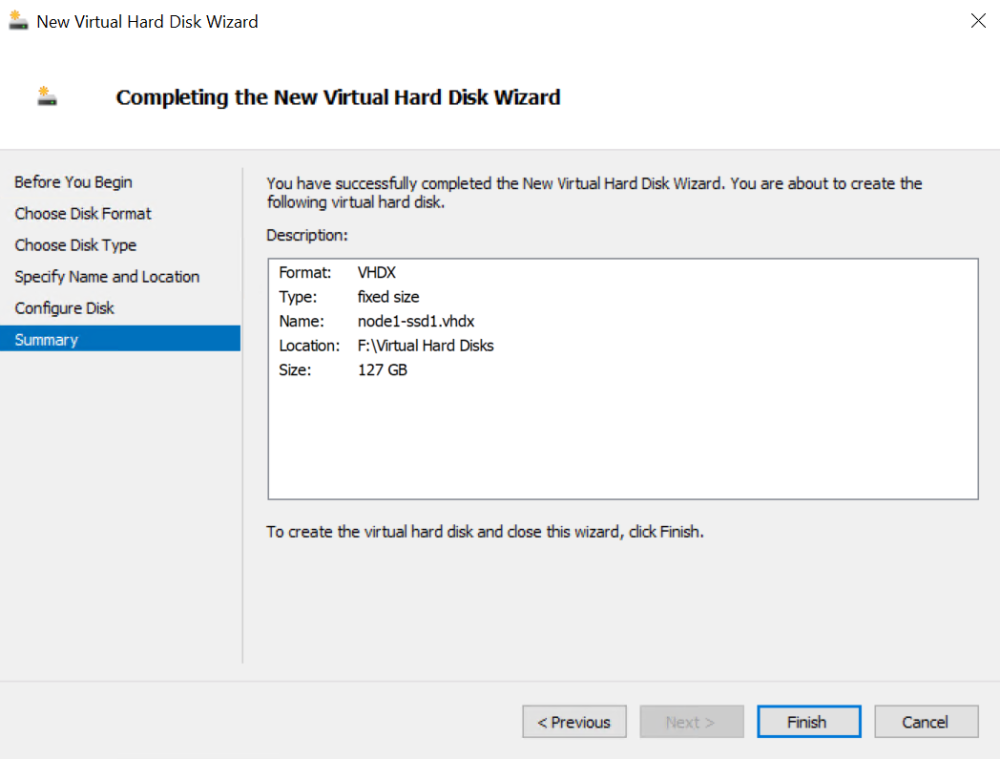 New Virtual Hard Disk Wizard
Completing the New Virtual Hard Disk Wizard
Before You Begin
Choose Disk Format
Choose Disk Type
Specify Name and Location
Configure Disk
Summary
You have successfully completed the New Virtual Hard Disk Wizard. You are about to create the
following virtual hard disk.
Description:
Format: VHDX
Type: fixed size
Name: node1-ssd1.vhdx
Location: F:\Virtual Hard Disks
Size: 127 GB
To create the virtual hard disk and close this wizard, click Finish.
< Previous Next > Finish Cancel